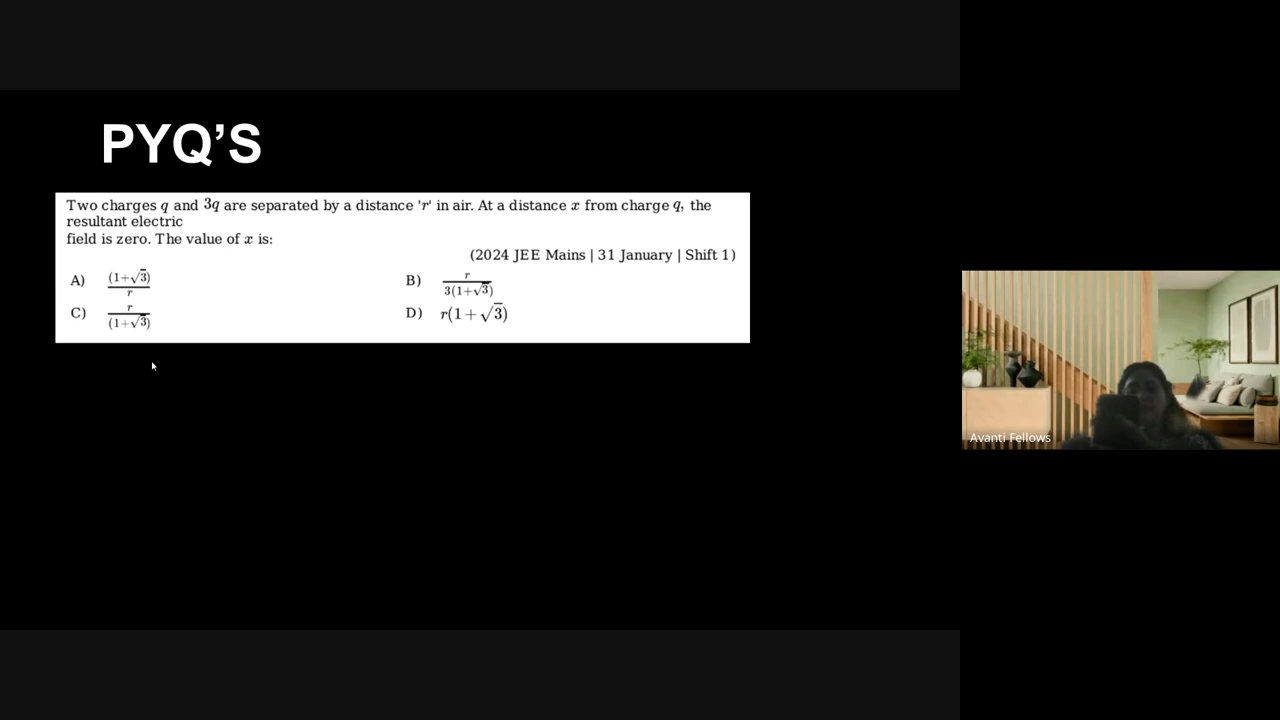 PYQ’S
Two charges q and 3q are separated by a distance 'r' in air. At a distance x from charge q, the
resultant electric
field is zero. The value of x is:
(2024 JEE Mains | 31 January | Shift 1)
A) (1+√3)/r B) r/3(1+√3)
C) r/(1+√3) D) r(1 + √3)
Avanti Fellows